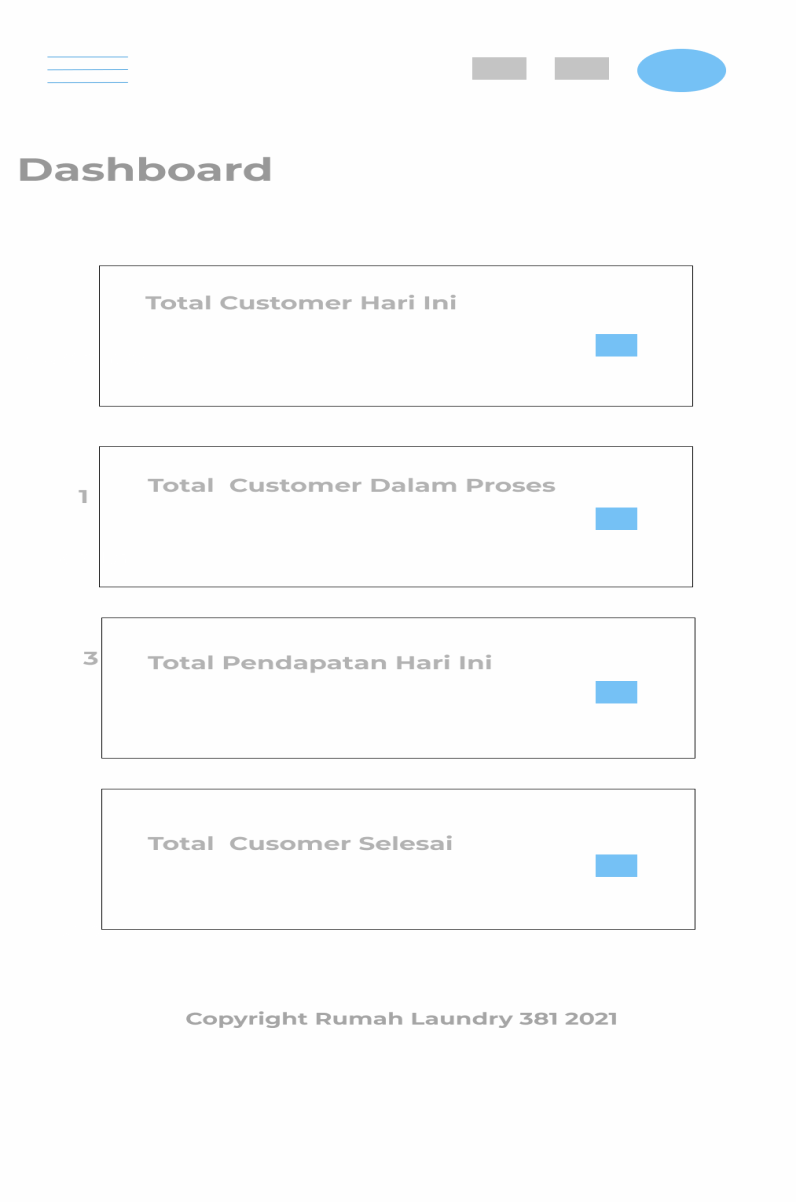 Dashboard
Total Customer Hari Ini
1
Total  Customer Dalam Proses
3
Total Pendapatan Hari Ini
Total  Cusomer Selesai
Copyright Rumah Laundry 381 2021